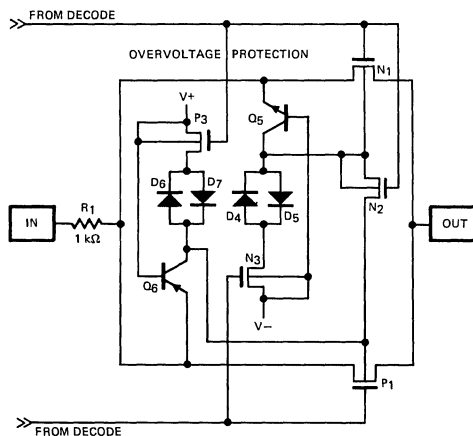 FROM DECODE
OVERVOLTAGE PROTECTION
N1
V+
P3
Q5
D6
D7
D4
D5
N2
IN
R1
1 kΩ
OUT
N3
Q6
V−
P1
FROM DECODE